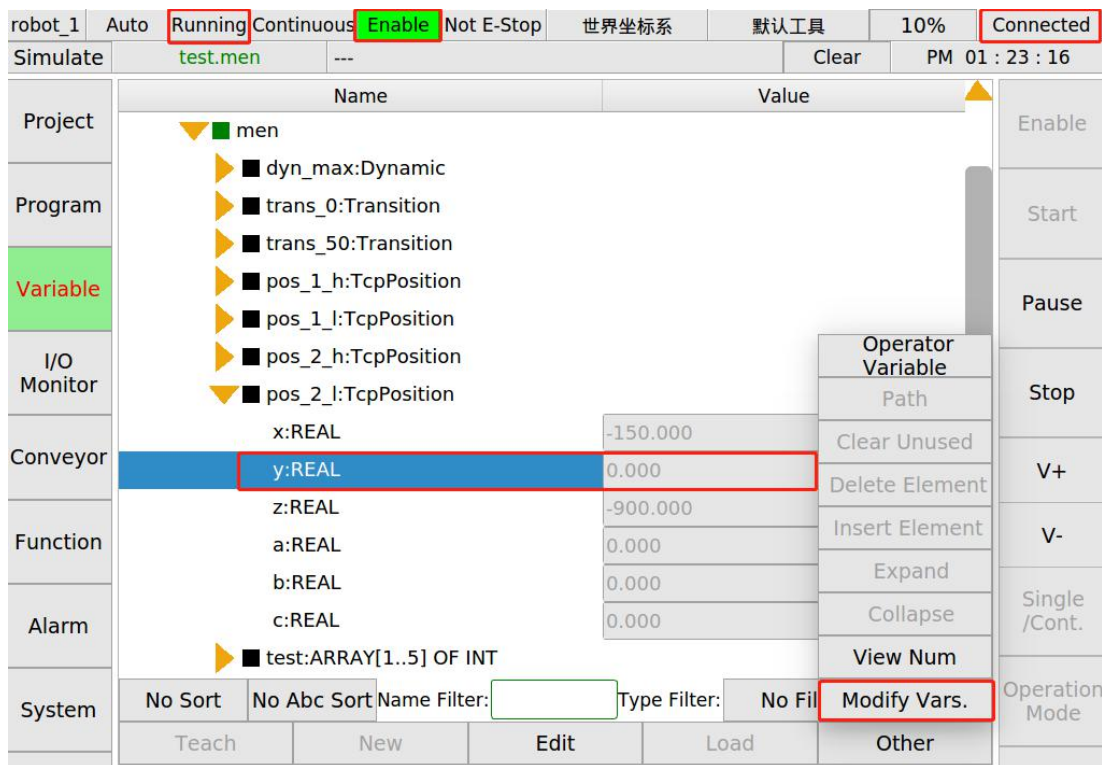 robot_1 Auto Running Continuous Enable Not E-Stop 世界坐标系 默认工具 10% Connected
Simulate test.men --- Clear PM 01 : 23 : 16
Name Value
Project
Program
Variable
I/O
Monitor
Conveyor
Function
Alarm
System
men
dyn_max:Dynamic
trans_0:Transition
trans_50:Transition
pos_1_h:TcpPosition
pos_1_l:TcpPosition
pos_2_h:TcpPosition
pos_2_l:TcpPosition
x:REAL -150.000
y:REAL 0.000
z:REAL -900.000
a:REAL 0.000
b:REAL 0.000
c:REAL 0.000
test:ARRAY[1..5] OF INT
Operator
Variable
Path
Clear Unused
Delete Element
Insert Element
Expand
Collapse
View Num
Modify Vars.
No Sort No Abc Sort Name Filter: Type Filter: No Fil
Teach New Edit Load Other
Enable
Start
Pause
Stop
V+
V-
Single
/Cont.
Operation
Mode